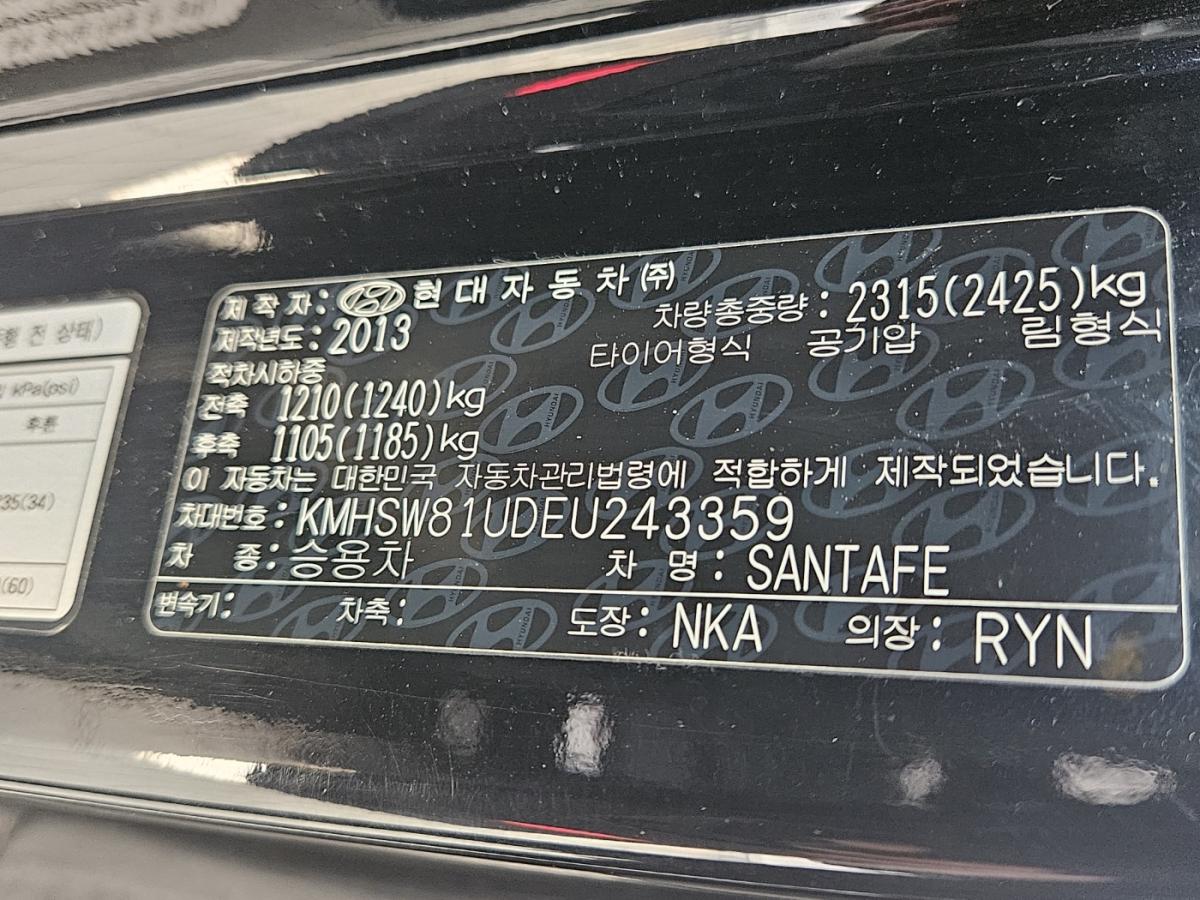 형 전 상태)
kPa(psi)
후륜
235(34)
(60)
제 작 자 : 현 대 자 동 차 ㈜
차량총중량 : 2315(2425)kg
제작년도 : 2013
타이어형식 공기압 림형식
적차시하중
전축 1210(1240)kg
후축 1105(1185)kg
이 자동차는 대한민국 자동차관리법령에 적합하게 제작되었습니다.
차대번호 : KMHSW81UDEU243359
차 종 : 승용차 차 명 : SANTAFE
변속기 : 차축 : 도장 : NKA 의장 : RYN